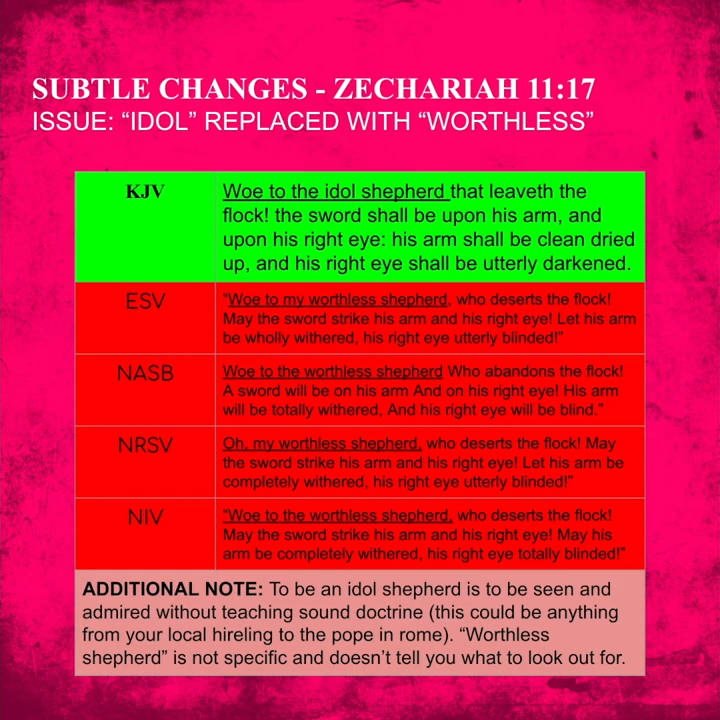 SUBTLE CHANGES - ZECHARIAH 11:17
ISSUE: “IDOL” REPLACED WITH “WORTHLESS”
KJV
Woe to the idol shepherd that leaveth the
flock! the sword shall be upon his arm, and
upon his right eye: his arm shall be clean dried
up, and his right eye shall be utterly darkened.
ESV
“Woe to my worthless shepherd, who deserts the flock!
May the sword strike his arm and his right eye! Let his arm
be wholly withered, his right eye utterly blinded!”
NASB
Woe to the worthless shepherd Who abandons the flock!
A sword will be on his arm And on his right eye! His arm
will be totally withered, And his right eye will be blind.”
NRSV
Oh, my worthless shepherd, who deserts the flock! May
the sword strike his arm and his right eye! Let his arm be
completely withered, his right eye utterly blinded!”
NIV
“Woe to the worthless shepherd, who deserts the flock!
May the sword strike his arm and his right eye! May his
arm be completely withered, his right eye totally blinded!”
ADDITIONAL NOTE: To be an idol shepherd is to be seen and
admired without teaching sound doctrine (this could be anything
from your local hireling to the pope in rome). “Worthless
shepherd” is not specific and doesn’t tell you what to look out for.